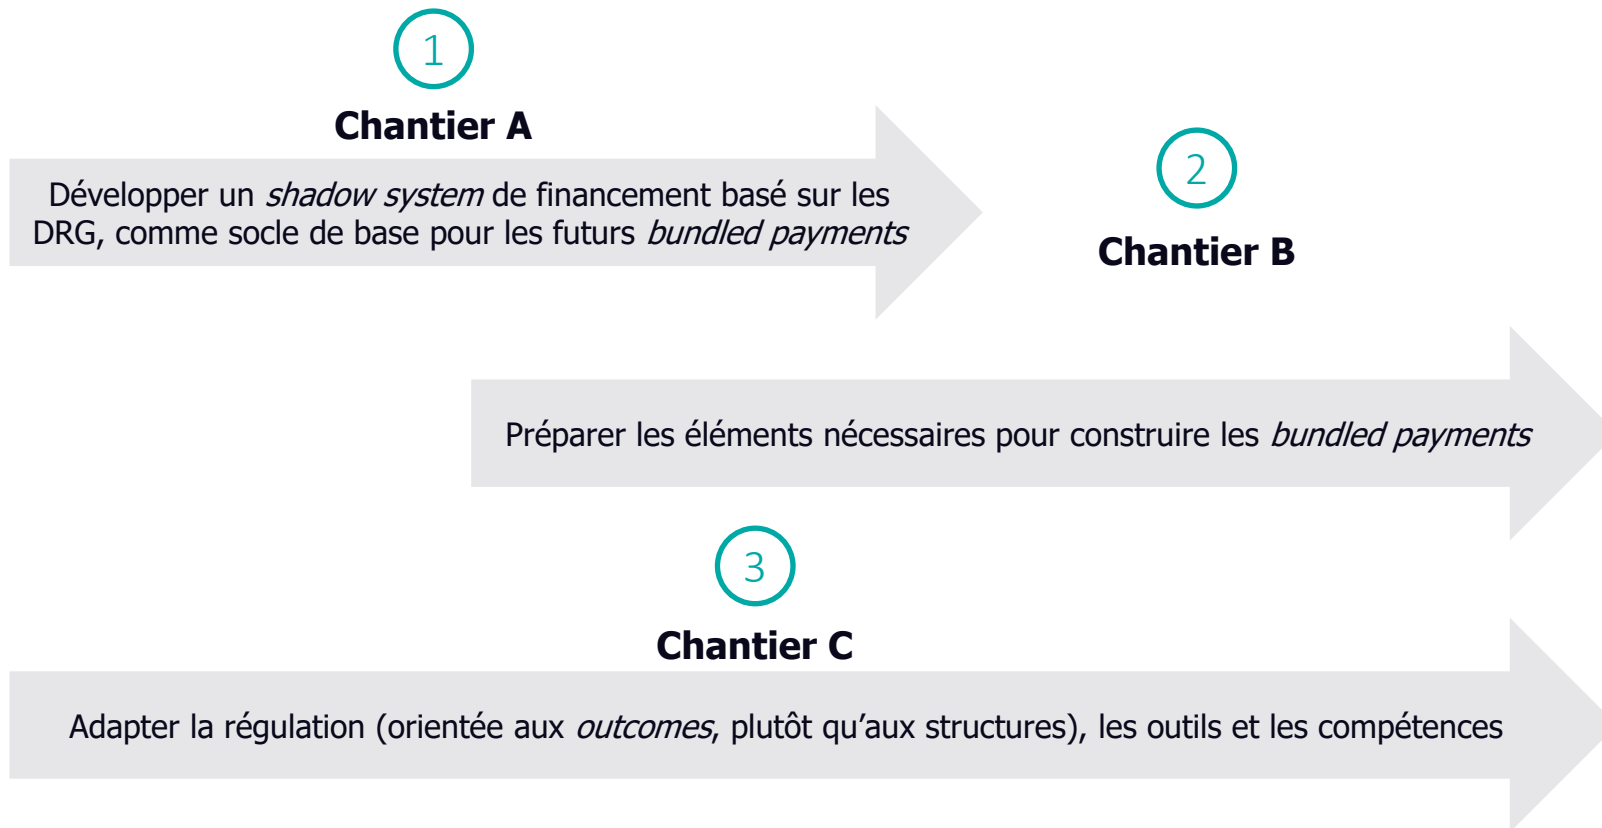 1
Chantier A
Développer un shadow system de financement basé sur les
DRG, comme socle de base pour les futurs bundled payments
2
Chantier B
Préparer les éléments nécessaires pour construire les bundled payments
3
Chantier C
Adapter la régulation (orientée aux outcomes, plutôt qu’aux structures), les outils et les compétences